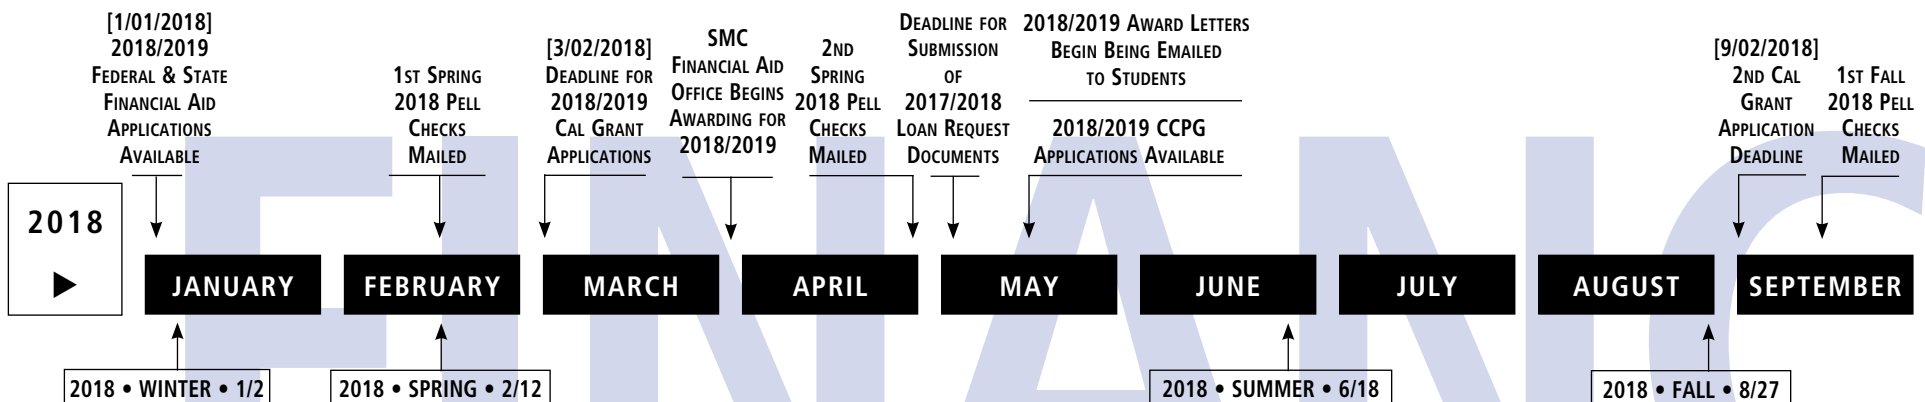 [1/01/2018]
2018/2019
Federal & State
Financial Aid
Applications
Available
1st Spring
2018 Pell
Checks
Mailed
[3/02/2018]
Deadline for
2018/2019
Cal Grant
Applications
SMC
Financial Aid
Office Begins
Awarding for
2018/2019
2nd
Spring
2018 Pell
Checks
Mailed
Deadline for
Submission
of
2017/2018
Loan Request
Documents
2018/2019 Award Letters
Begin Being Emailed
to Students
2018/2019 CCPG
Applications Available
[9/02/2018]
2nd Cal
Grant
Application
Deadline
1st Fall
2018 Pell
Checks
Mailed
2018
JANUARY
FEBRUARY
MARCH
APRIL
MAY
JUNE
JULY
AUGUST
SEPTEMBER
2018 • WINTER • 1/2
2018 • SPRING • 2/12
2018 • SUMMER • 6/18
2018 • FALL • 8/27
FINANC